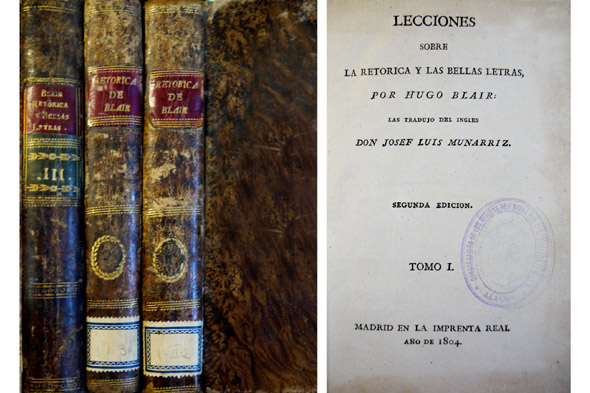 BLAIR
RETÓRICA
Y BELLAS
LETRAS.
.III.
RETORICA
DE
BLAIR
RETORICA
DE
BLAIR
LECCIONES
SOBRE
LA RETORICA Y LAS BELLAS LETRAS,
POR HUGO BLAIR:
LAS TRADUJO DEL INGLES
DON JOSEF LUIS MUNARRIZ.
SEGUNDA EDICION.
TOMO I.
MADRID EN LA IMPRENTA REAL
AÑO DE 1804.